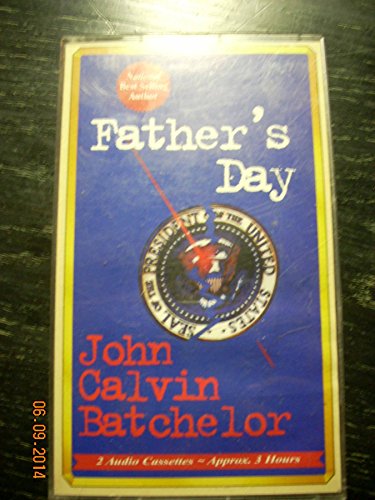 National
Best Selling
Author
Father's
Day
SEAL OF THE PRESIDENT OF THE UNITED STATES
John
Calvin
Batchelor
2 Audio Cassettes ~ Approx. 3 Hours
06.09.2014